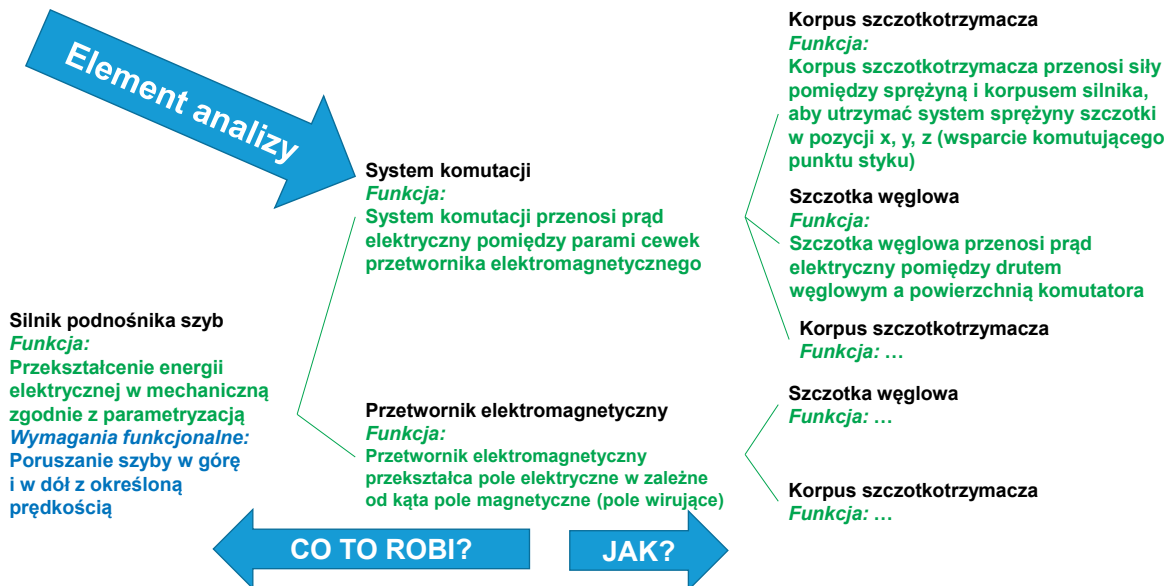 Element analizy
Silnik podnośnika szyb
Funkcja:
Przekształcenie energii
elektrycznej w mechaniczną
zgodnie z parametryzacją
Wymagania funkcjonalne:
Poruszanie szyby w górę
i w dół z określoną
prędkością
System komutacji
Funkcja:
System komutacji przenosi prąd
elektryczny pomiędzy parami cewek
przetwornika elektromagnetycznego
Przetwornik elektromagnetyczny
Funkcja:
Przetwornik elektromagnetyczny
przekształca pole elektryczne w zależne
od kąta pole magnetyczne (pole wirujące)
Korpus szczotkotrzymacza
Funkcja:
Korpus szczotkotrzymacza przenosi siły
pomiędzy sprężyną i korpusem silnika,
aby utrzymać system sprężyny szczotki
w pozycji x, y, z (wsparcie komutującego
punktu styku)
Szczotka węglowa
Funkcja:
Szczotka węglowa przenosi prąd
elektryczny pomiędzy drutem
węglowym a powierzchnią komutatora
Korpus szczotkotrzymacza
Funkcja: …
Szczotka węglowa
Funkcja: …
Korpus szczotkotrzymacza
Funkcja: …
CO TO ROBI?
JAK?